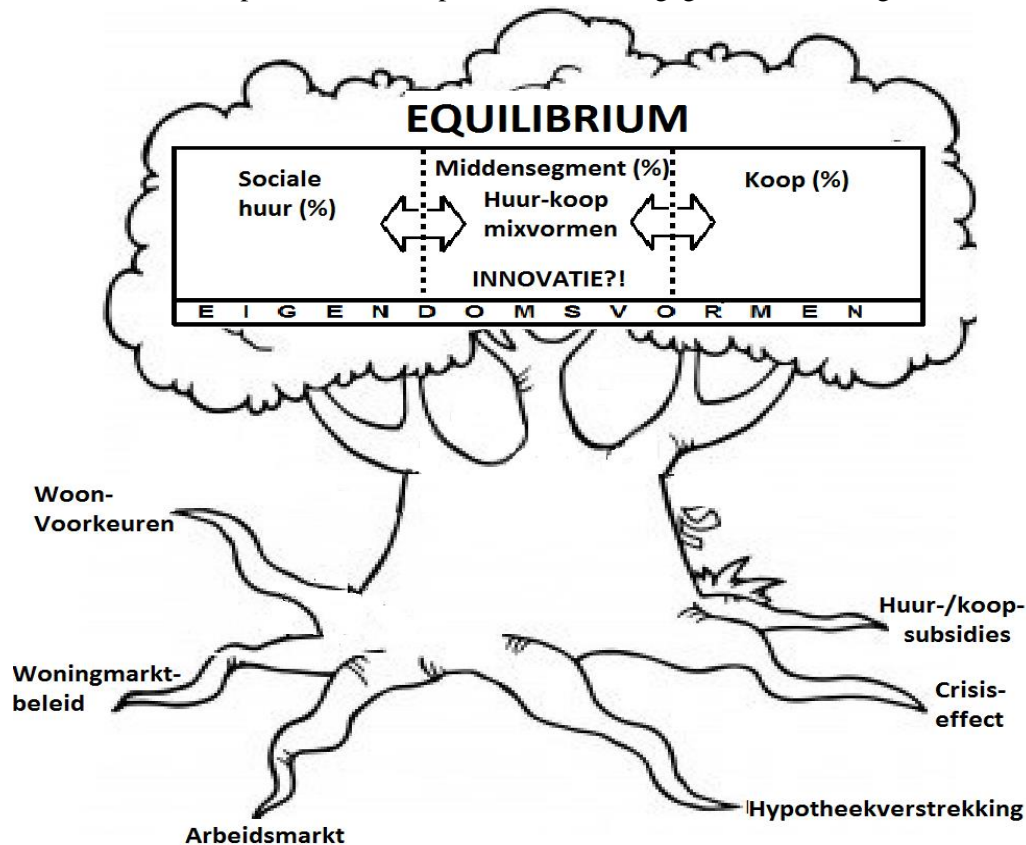 EQUILIBRIUM
Sociale
huur (%)
Middensegment (%)
Huur-koop
mixvormen
INNOVATIE?!
Koop (%)
EIGENDOMSVORMEN
Woon-
Voorkeuren
Woningmarkt-
beleid
Arbeidsmarkt
Huur-/koop-
subsidies
Crisis-
effect
Hypotheekverstrekking